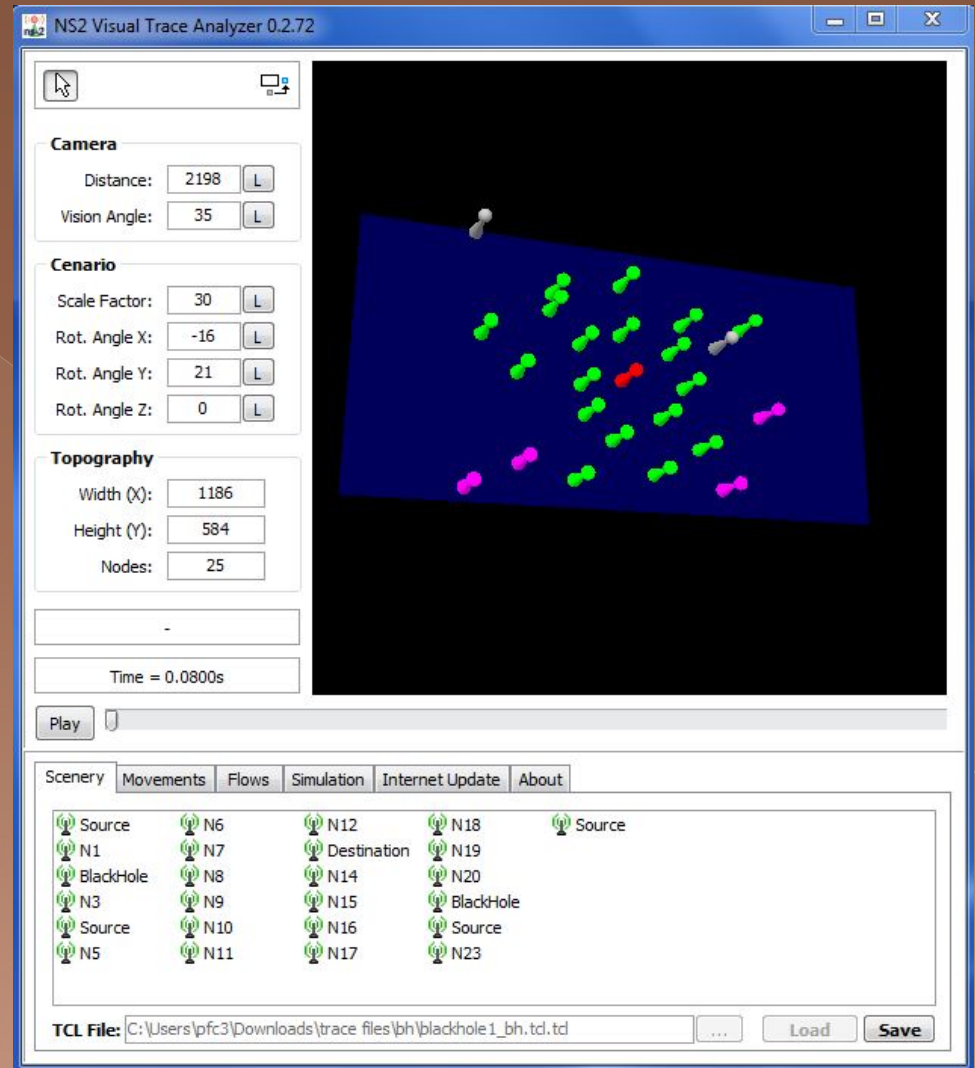 NS2 Visual Trace Analyzer 0.2.72
Camera
Distance: 2198 L
Vision Angle: 35 L
Cenario
Scale Factor: 30 L
Rot. Angle X: -16 L
Rot. Angle Y: 21 L
Rot. Angle Z: 0 L
Topography
Width (X): 1186
Height (Y): 584
Nodes: 25
-
Time = 0.0800s
Play
Scenery Movements Flows Simulation Internet Update About
Source N6 N12 N18 Source
N1 N7 Destination N19
BlackHole N8 N14 N20
N3 N9 N15 BlackHole
Source N10 N16 Source
N5 N11 N17 N23
TCL File: C:\Users\pfc3\Downloads\trace files\bh\blackhole1_bh.tcl.tcl ... Load Save